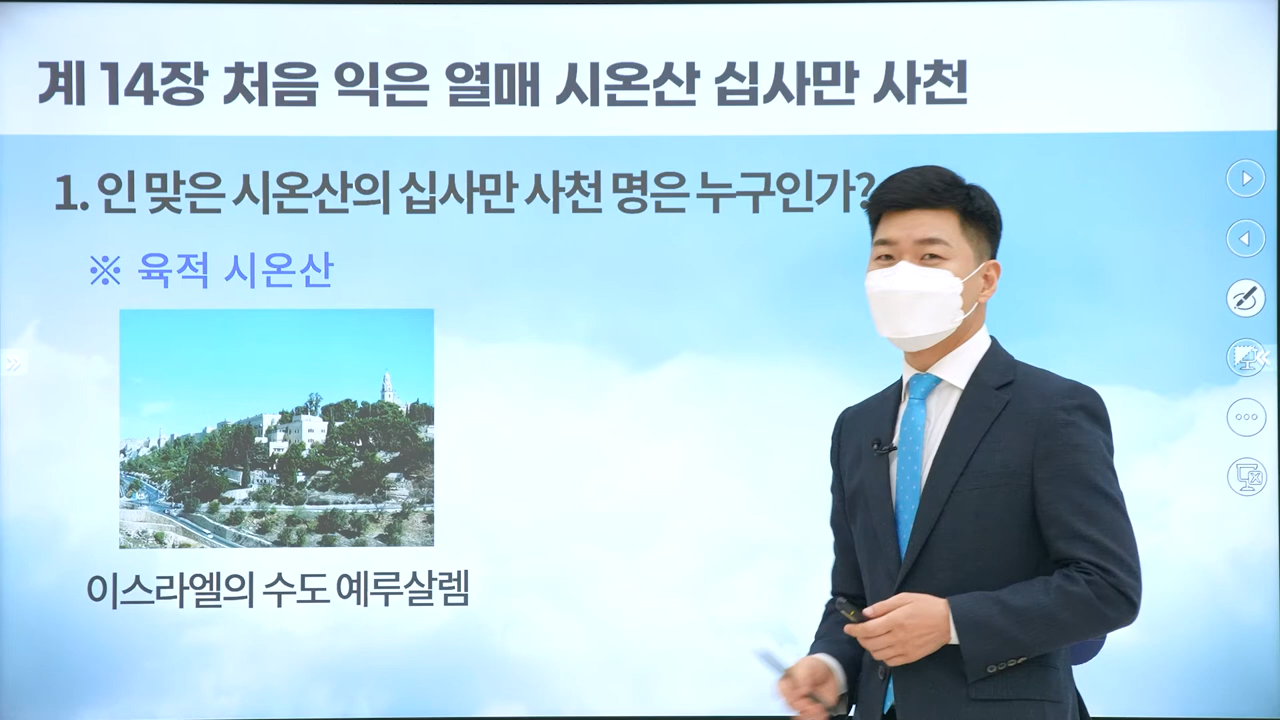 계 14장 처음 익은 열매 시온산 십사만 사천
1. 인 맞은 시온산의 십사만 사천 명은 누구인가?
※ 육적 시온산
이스라엘의 수도 예루살렘